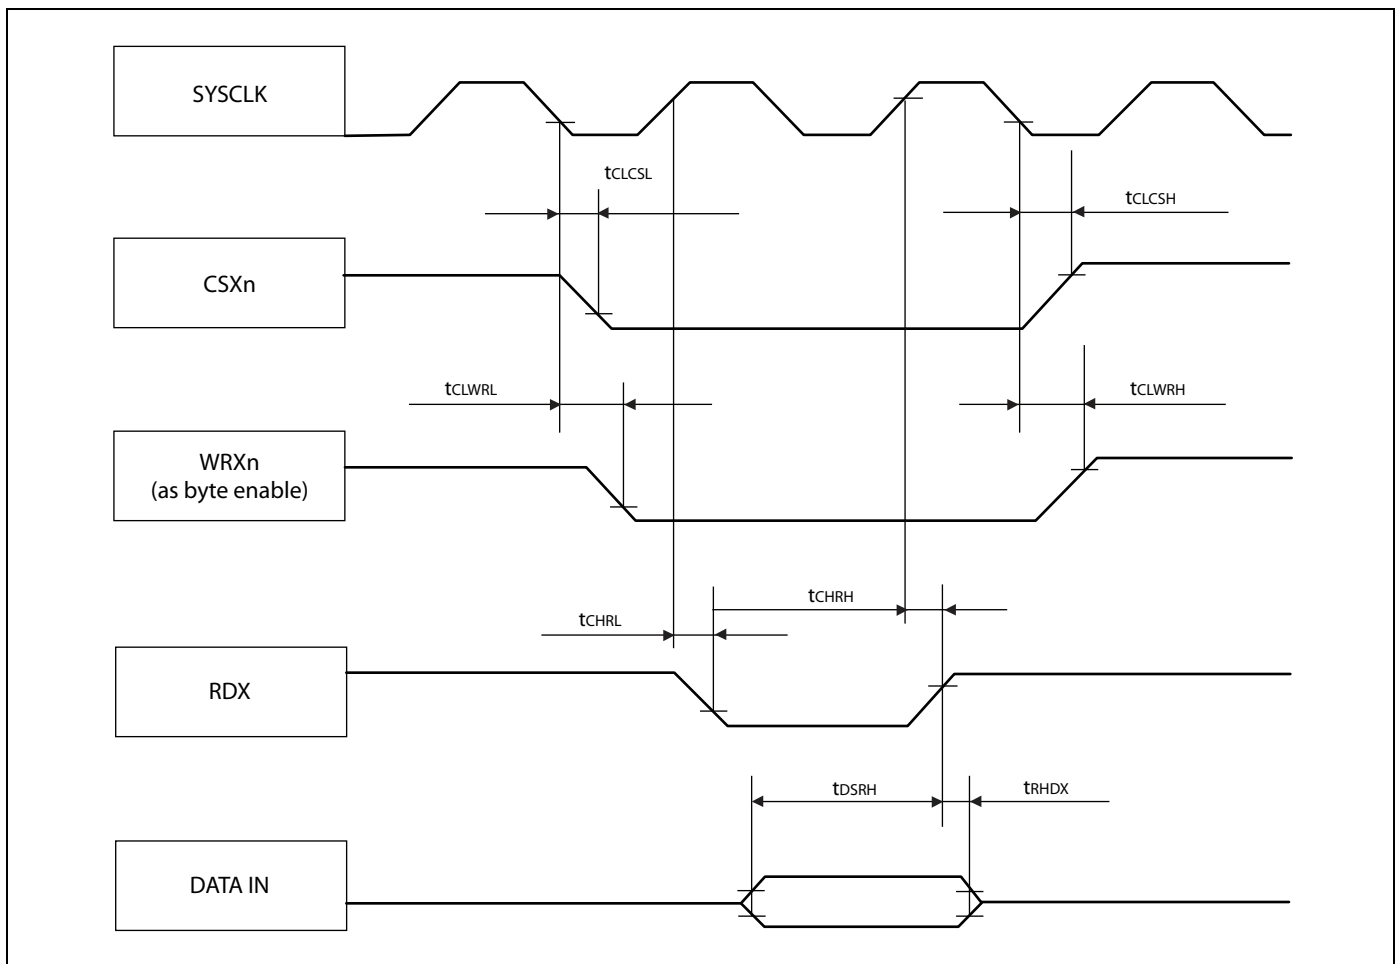 SYSCLK
tCLCSL
tCLCSH
CSXn
tCLWRL
tCLWRH
WRXn
(as byte enable)
tCHRH
tCHRL
RDX
tDSRH
tRHDX
DATA IN